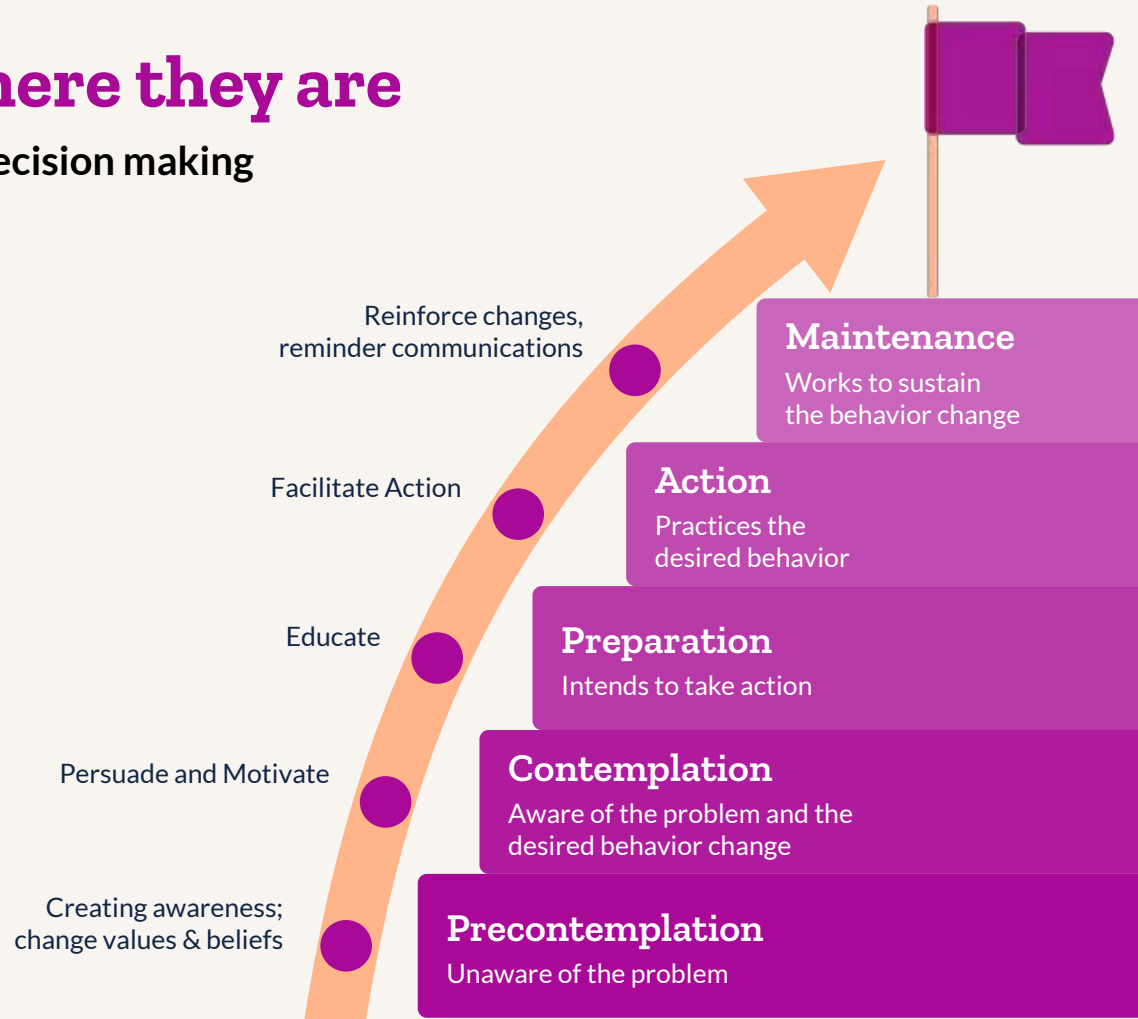 here they are
ecision making
Reinforce changes,
reminder communications
Maintenance
Works to sustain
the behavior change
Facilitate Action
Action
Practices the
desired behavior
Educate
Preparation
Intends to take action
Persuade and Motivate
Contemplation
Aware of the problem and the
desired behavior change
Creating awareness;
change values & beliefs
Precontemplation
Unaware of the problem